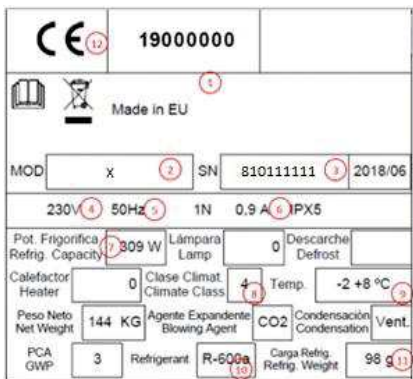 CE 12 19000000
1
Made in EU
MOD X 2 SN 810111111 3 2018/06
230V 4 50Hz 5 1N 0,9 A 6 IPX5
Pot. Frigorifica 7 309 W Lámpara 0 Descarche
Refrig. Capacity Lamp Defrost
Calefactor 0 Clase Climat. 4 Temp. -2 +8 ºC
Heater Climate Class 8 9
Peso Neto 144 KG Agente Expandente CO2 Condensación Vent.
Net Weight Blowing Agent Condensation
PCA 3 Refrigerant R-600a Carga Refrig. 98 g 11
GWP 10 Refrig. Weight